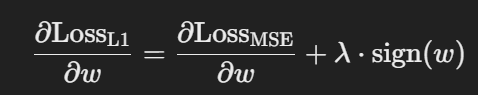 ∂Loss_L1/∂w = ∂Loss_MSE/∂w + λ · sign(w)